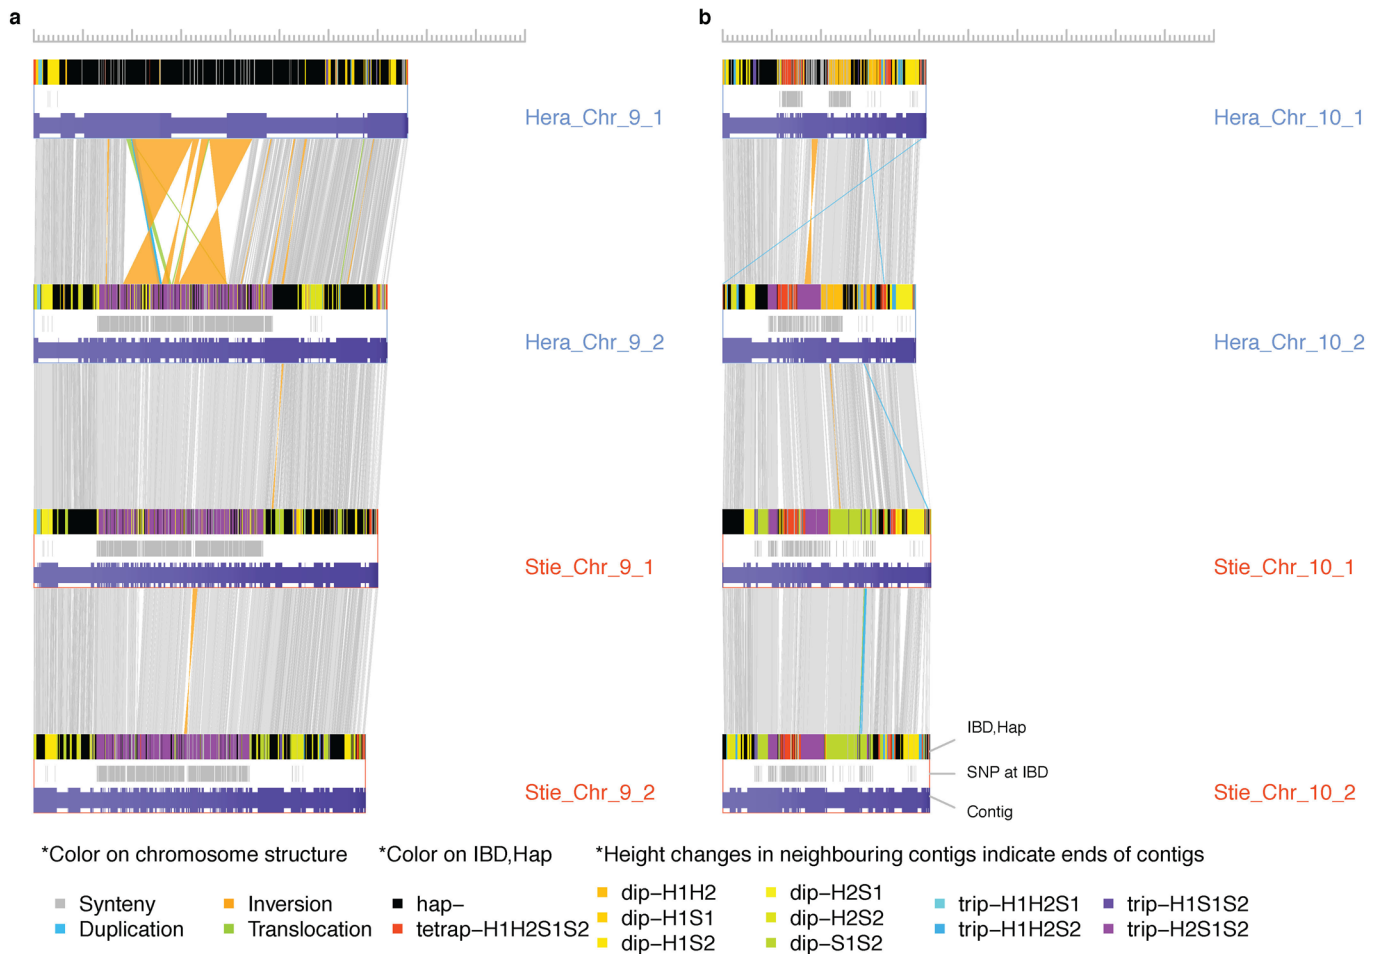 a
b
Hera_Chr_9_1
Hera_Chr_10_1
Hera_Chr_9_2
Hera_Chr_10_2
Stie_Chr_9_1
Stie_Chr_10_1
IBD,Hap
SNP at IBD
Stie_Chr_9_2
Stie_Chr_10_2
Contig
*Color on chromosome structure
*Color on IBD,Hap
*Height changes in neighbouring contigs indicate ends of contigs
Synteny
Inversion
hap–
dip–H1H2
dip–H2S1
trip–H1H2S1
trip–H1S1S2
Duplication
Translocation
tetrap–H1H2S1S2
dip–H1S1
dip–H2S2
trip–H1H2S2
trip–H2S1S2
dip–H1S2
dip–S1S2